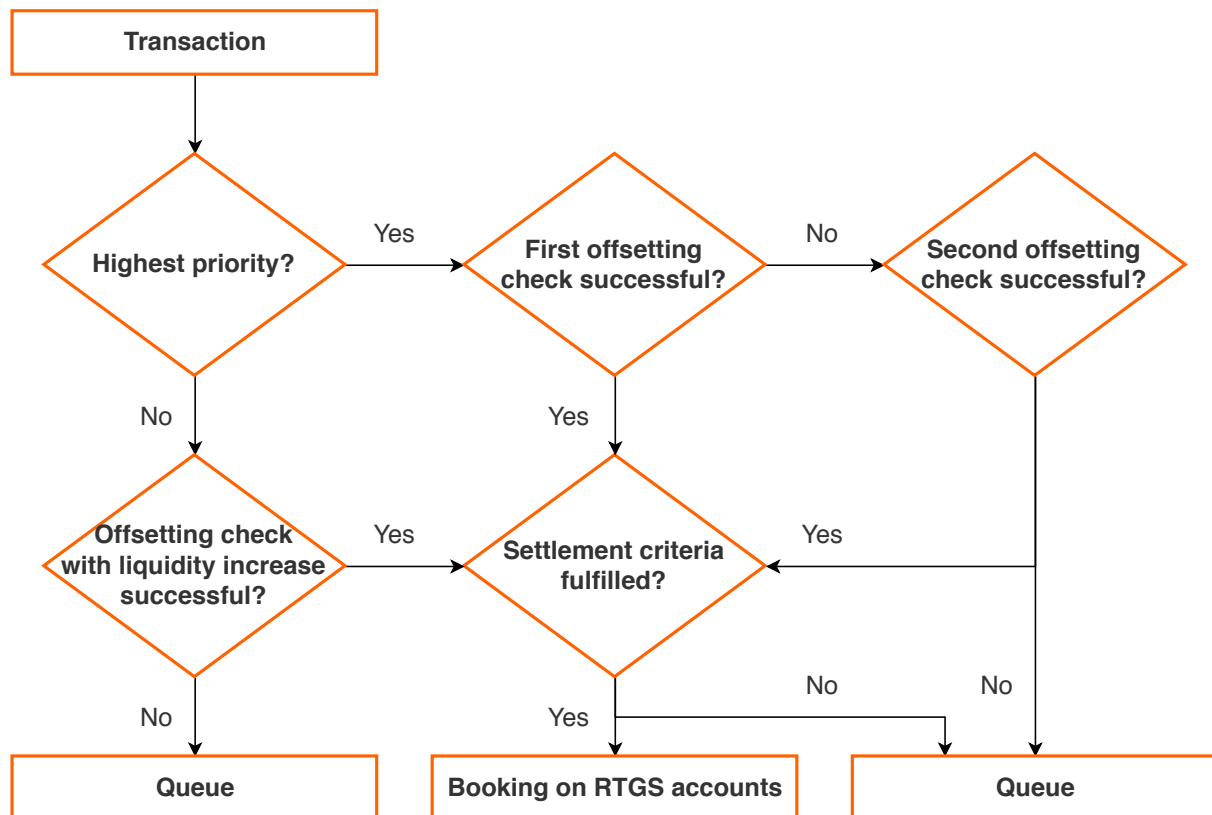 Transaction
Highest priority?
Yes
First offsetting
check successful?
No
Second offsetting
check successful?
No
Yes
Offsetting check
with liquidity increase
successful?
Yes
Settlement criteria
fulfilled?
Yes
No
Yes
No
No
Queue
Booking on RTGS accounts
Queue